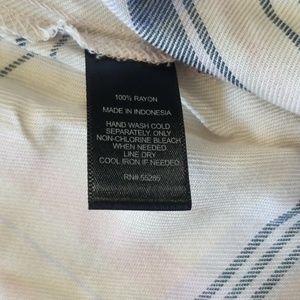 100% RAYON
MADE IN INDONESIA
HAND WASH COLD
SEPARATELY. ONLY
NON-CHLORINE BLEACH
WHEN NEEDED
LINE DRY
COOL IRON IF NEEDED.
RN# 55285